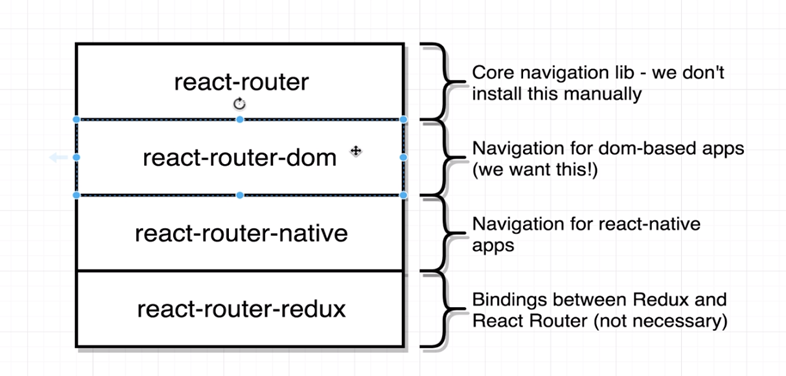 react-router
Core navigation lib - we don't
install this manually
react-router-dom
Navigation for dom-based apps
(we want this!)
react-router-native
Navigation for react-native
apps
react-router-redux
Bindings between Redux and
React Router (not necessary)